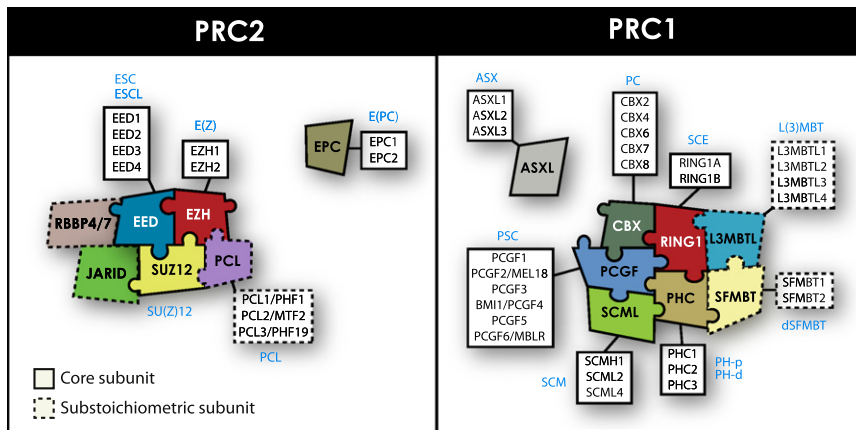 PRC2
PRC1
ESC
ESCL
EED1
EED2
EED3
EED4
E(Z)
EZH1
EZH2
E(PC)
EPC
EPC1
EPC2
RBBP4/7
EED
EZH
JARID
SUZ12
PCL
SU(Z)12
PCL1/PHF1
PCL2/MTF2
PCL3/PHF19
PCL
Core subunit
Substoichiometric subunit
ASX
ASXL1
ASXL2
ASXL3
ASXL
PC
CBX2
CBX4
CBX6
CBX7
CBX8
SCE
RING1A
RING1B
L(3)MBT
L3MBTL1
L3MBTL2
L3MBTL3
L3MBTL4
PSC
PCGF1
PCGF2/MEL18
PCGF3
BMI1/PCGF4
PCGF5
PCGF6/MBLR
CBX
RING1
L3MBTL
PCGF
PHC
SFMBT
SCML
SFMBT1
SFMBT2
dSFMBT
SCM
SCMH1
SCML2
SCML4
PHC1
PHC2
PHC3
PH-p
PH-d